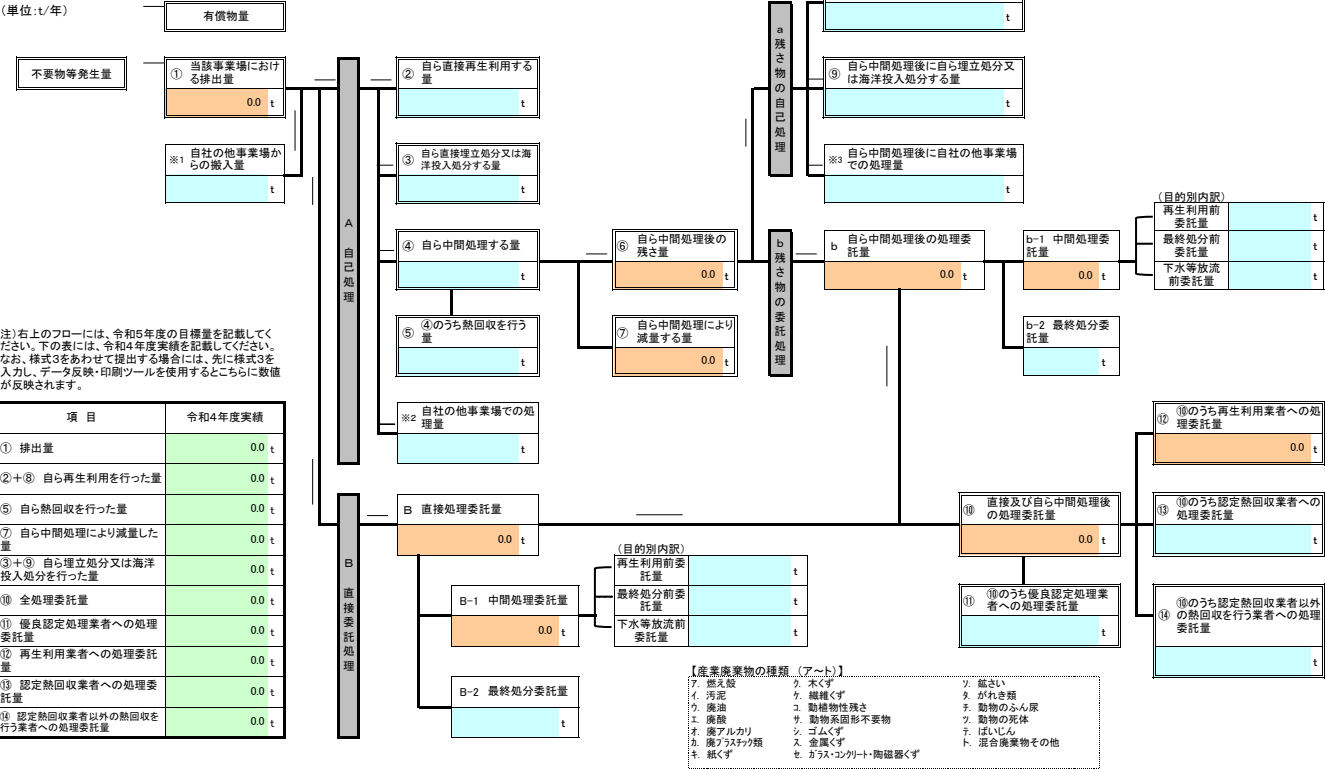 (単位:t/年)
有償物量
不要物等発生量
① 当該事業場におけ
る排出量
0.0 t
※1 自社の他事業場か
らの搬入量
t
A 自己処理
② 自ら直接再生利用する
量
t
③ 自ら直接埋立処分又は海
洋投入処分する量
t
④ 自ら中間処理する量
t
⑤ ④のうち熱回収を行う
量
t
※2 自社の他事業場での処
理量
t
⑥ 自ら中間処理後の
残さ量
0.0 t
⑦ 自ら中間処理により
減量する量
0.0 t
a 残さ物の自己処理
t
⑨ 自ら中間処理後に自ら埋立処分又
は海洋投入処分する量
t
※3 自ら中間処理後に自社の他事業場
での処理量
t
b 残さ物の委託処理
b 自ら中間処理後の処理委
託量
0.0 t
b-1 中間処理委
託量
0.0 t
(目的別内訳)
再生利用前
委託量
t
最終処分前
委託量
t
下水等放流
前委託量
t
b-2 最終処分委
託量
t
注)右上のフローには、令和5年度の目標量を記載してく
ださい。下の表には、令和4年度実績を記載してください。
なお、様式3をあわせて提出する場合には、先に様式3を
入力し、データ反映・印刷ツールを使用するとこちらに数値
が反映されます。
項 目 令和4年度実績
① 排出量 0.0 t
②+⑧ 自ら再生利用を行った量 0.0 t
⑤ 自ら熱回収を行った量 0.0 t
⑦ 自ら中間処理により減量した
量 0.0 t
③+⑨ 自ら埋立処分又は海洋
投入処分を行った量 0.0 t
⑩ 全処理委託量 0.0 t
⑪ 優良認定処理業者への処理
委託量 0.0 t
⑫ 再生利用業者への処理委託
量 0.0 t
⑬ 認定熱回収業者への処理委
託量 0.0 t
⑭ 認定熱回収業者以外の熱回収を
行う業者への処理委託量 0.0 t
B 直接委託処理
B 直接処理委託量
0.0 t
B-1 中間処理委託量
0.0 t
(目的別内訳)
再生利用前委
託量
t
最終処分前委
託量
t
下水等放流前
委託量
t
B-2 最終処分委託量
t
⑩ 直接及び自ら中間処理後
の処理委託量
0.0 t
⑪ ⑩のうち優良認定処理業
者への処理委託量
t
⑫ ⑩のうち再生利用業者への処
理委託量
0.0 t
⑬ ⑩のうち認定熱回収業者への
処理委託量
t
⑭ ⑩のうち認定熱回収業者以外
の熱回収を行う業者への処理
委託量
t
【産業廃棄物の種類 (ア～ト)】
ア. 燃え殻 ク. 木くず ソ. 鉱さい
イ. 汚泥 ケ. 繊維くず タ. がれき類
ウ. 廃油 コ. 動植物性残さ チ. 動物のふん尿
エ. 廃酸 サ. 動物系固形不要物 ツ. 動物の死体
オ. 廃アルカリ シ. ゴムくず テ. ばいじん
カ. 廃プラスチック類 ス. 金属くず ト. 混合廃棄物その他
キ. 紙くず セ. ガラス・コンクリート・陶磁器くず